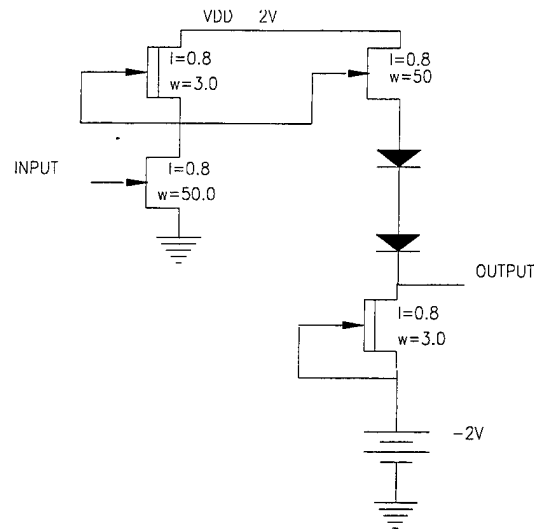 VDD 2V
l=0.8
w=3.0
l=0.8
w=50
INPUT
l=0.8
w=50.0
OUTPUT
l=0.8
w=3.0
-2V